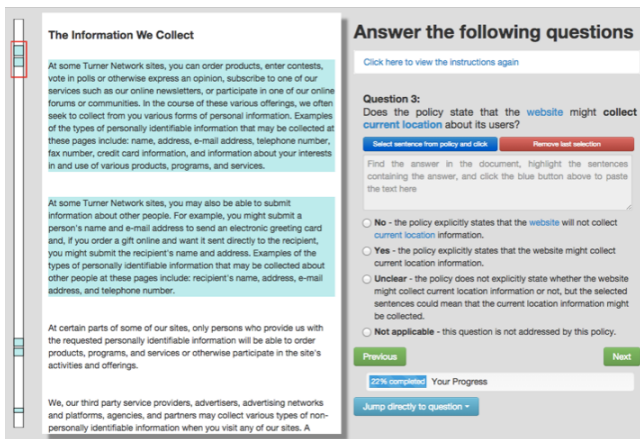 The Information We Collect
At some Turner Network sites, you can order products, enter contests,
vote in polls or otherwise express an opinion, subscribe to one of our
services such as our online newsletters, or participate in one of our online
forums or communities. In the course of these various offerings, we often
seek to collect from you various forms of personal information. Examples
of the types of personally identifiable information that may be collected at
these pages include: name, address, e-mail address, telephone number,
fax number, credit card information, and information about your interests
in and use of various products, programs, and services.
At some Turner Network sites, you may also be able to submit
information about other people. For example, you might submit a
person's name and e-mail address to send an electronic greeting card
and, if you order a gift online and want it sent directly to the recipient,
you might submit the recipient's name and address. Examples of the
types of personally identifiable information that may be collected about
other people at these pages include: recipient's name, address, e-mail
address, and telephone number.
At certain parts of some of our sites, only persons who provide us with
the requested personally identifiable information will be able to order
products, programs, and services or otherwise participate in the site's
activities and offerings.
We, our third party service providers, advertisers, advertising networks
and platforms, agencies, and partners may collect various types of non-
personally identifiable information when you visit any of our sites. A
Answer the following questions
Click here to view the instructions again
Question 3:
Does the policy state that the website might collect
current location about its users?
Select sentence from policy and click
Remove last selection
Find the answer in the document, highlight the sentences
containing the answer, and click the blue button above to paste
the text here
No - the policy explicitly states that the website will not collect
current location information.
Yes - the policy explicitly states that the website might collect
current location information.
Unclear - the policy does not explicitly state whether the website
might collect current location information or not, but the selected
sentences could mean that the current location information might
be collected.
Not applicable - this question is not addressed by this policy.
Previous
Next
22% completed Your Progress
Jump directly to question